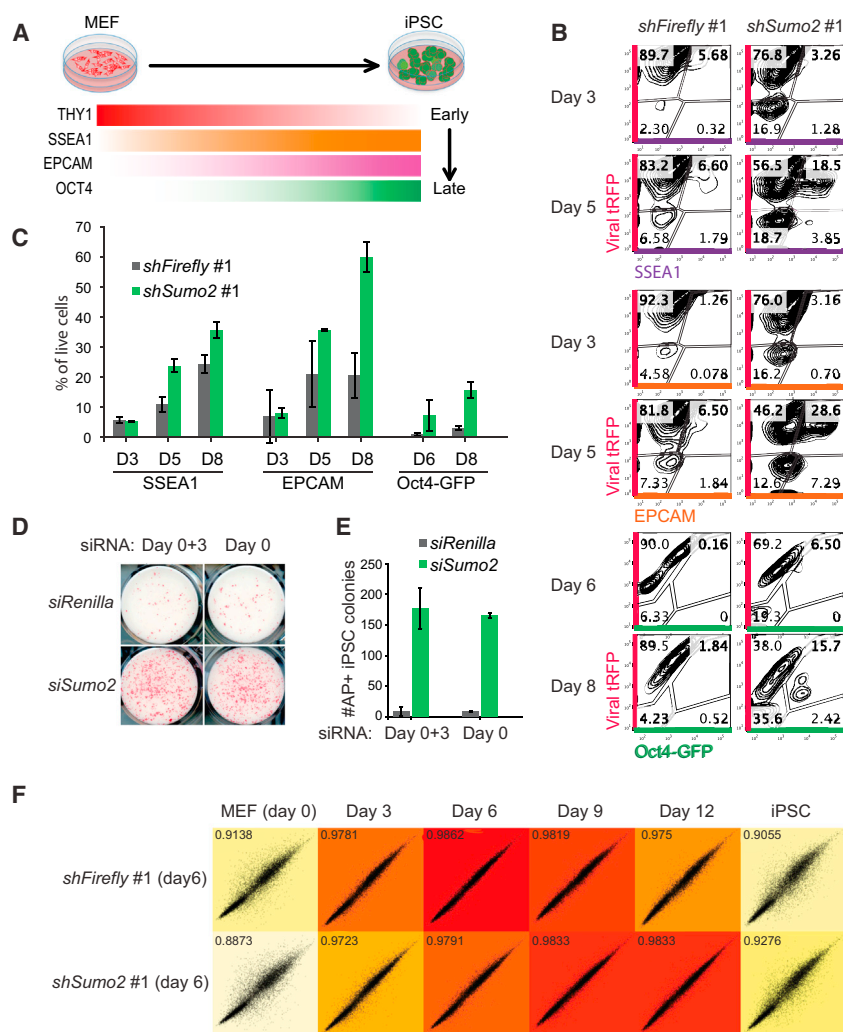 A
MEF
iPSC
THY1
SSEA1
EPCAM
OCT4
Early
Late
B
shFirefly #1
shSumo2 #1
Day 3
89.7 5.68
2.30 0.32
76.8 3.26
16.9 1.28
Day 5
83.2 6.60
6.58 1.79
56.5 18.5
18.7 3.85
Viral tRFP
SSEA1
Day 3
92.3 1.26
4.58 0.078
76.0 3.16
16.2 0.70
Day 5
81.8 6.50
7.33 1.84
46.2 28.6
12.6 7.29
Viral tRFP
EPCAM
Day 6
90.0 0.16
6.33 0
69.2 6.50
19.3 0
Day 8
89.5 1.84
4.23 0.52
38.0 15.7
35.6 2.42
Viral tRFP
Oct4-GFP
C
% of live cells
70
60
50
40
30
20
10
0
shFirefly #1
shSumo2 #1
D3 D5 D8 D3 D5 D8 D6 D8
SSEA1 EPCAM Oct4-GFP
D
siRNA: Day 0+3 Day 0
siRenilla
siSumo2
E
siRenilla
siSumo2
#AP+ iPSC colonies
250
200
150
100
50
0
siRNA: Day 0+3 Day 0
F
MEF (day 0) Day 3 Day 6 Day 9 Day 12 iPSC
shFirefly #1 (day6)
0.9138 0.9781 0.9862 0.9819 0.975 0.9055
shSumo2 #1 (day 6)
0.8873 0.9723 0.9791 0.9833 0.9833 0.9276